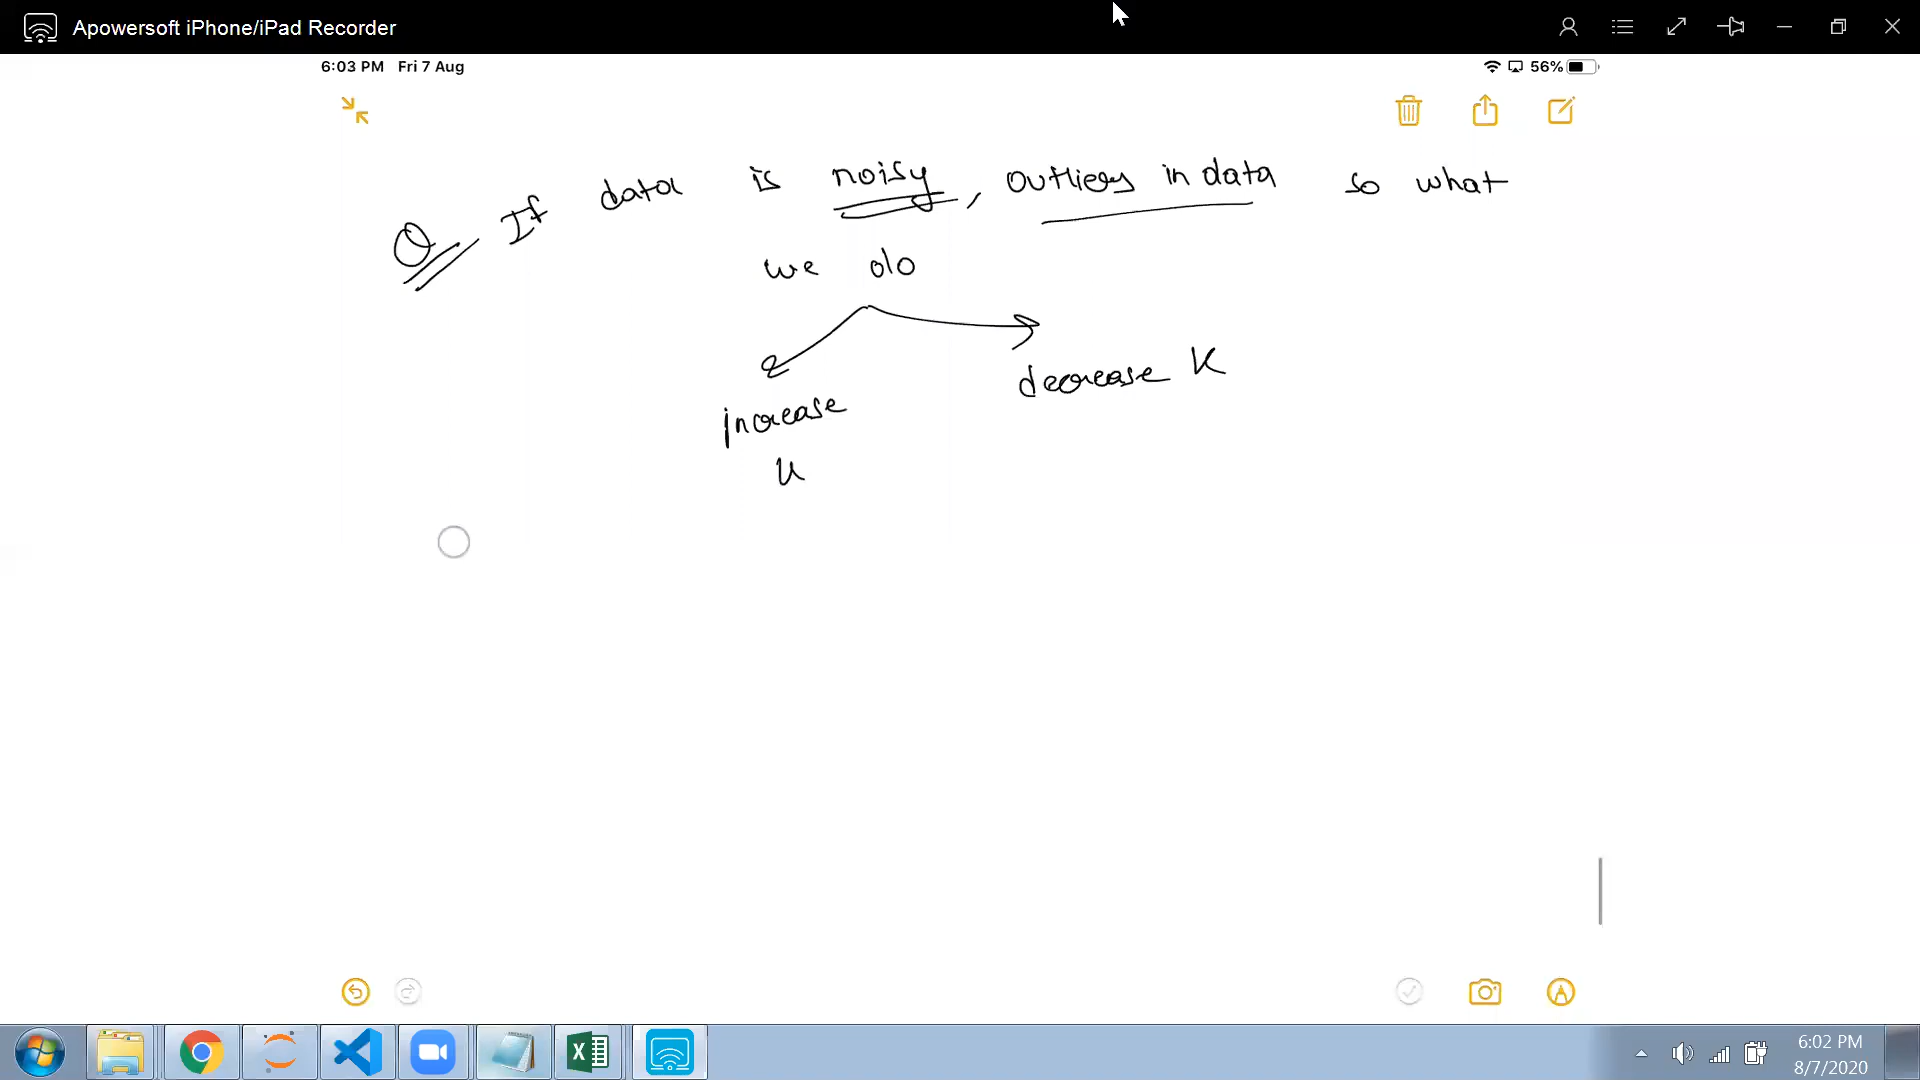 Apowersoft iPhone/iPad Recorder
6:03 PM Fri 7 Aug
56%
Q If data is noisy, outliers in data so what
we do
increase
K
decrease K
6:02 PM
8/7/2020